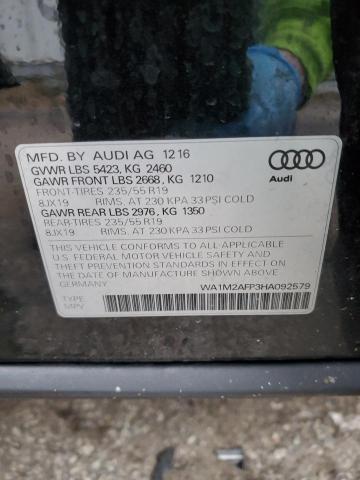 MFD. BY AUDI AG 12 16
GVWR LBS 5423, KG 2460
GAWR FRONT LBS 2668, KG 1210
FRONT-TIRES 235/55 R19
8JX19 RIMS, AT 230 KPA 33 PSI COLD
GAWR REAR LBS 2976, KG 1350
REAR-TIRES 235/55 R19
8JX19 RIMS, AT 230 KPA 33 PSI COLD
THIS VEHICLE CONFORMS TO ALL APPLICABLE
U.S. FEDERAL MOTOR VEHICLE SAFETY AND
THEFT PREVENTION STANDARDS IN EFFECT ON THE
DATE OF MANUFACTURE SHOWN ABOVE.
WA1M2AFP3HA092579
TYPE:
MPV
Audi